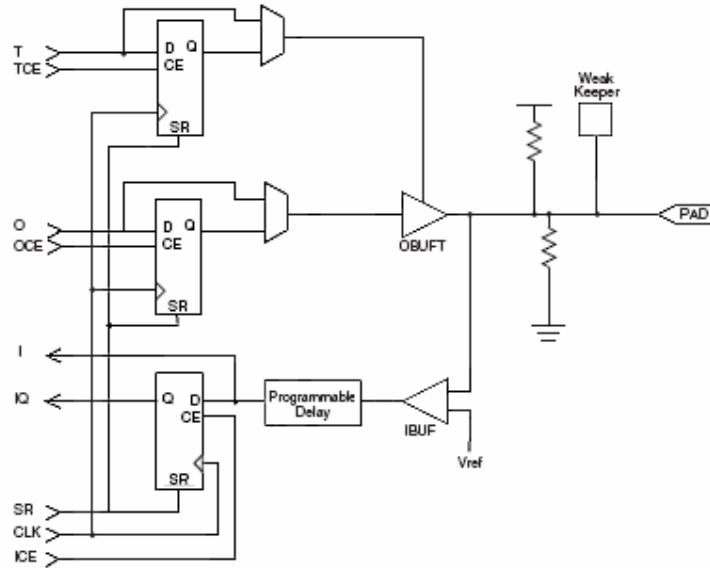 T
TCE
D Q
CE
SR
Weak
Keeper
O
OCE
D Q
CE
SR
OBUFT
PAD
I
IQ
Q D
CE
SR
Programmable
Delay
IBUF
Vref
SR
CLK
ICE